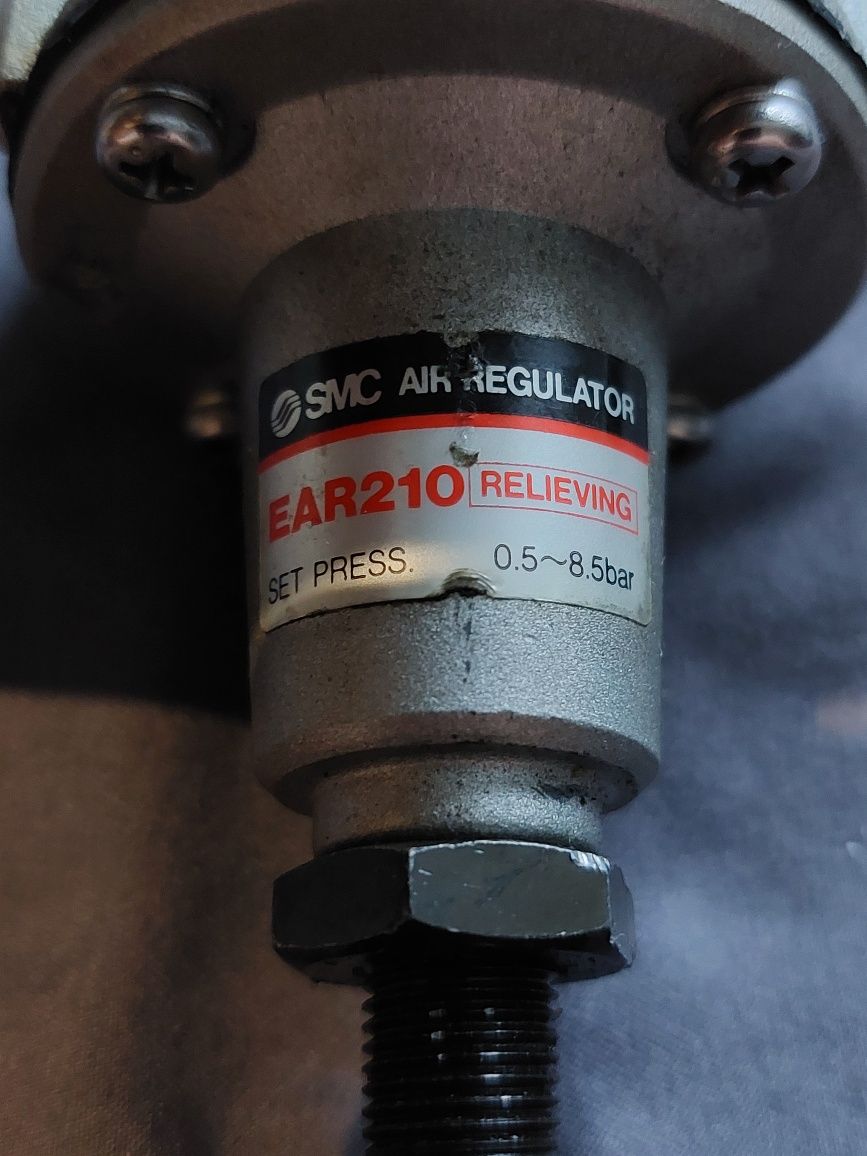 SMC AIR REGULATOR
EAR210 RELIEVING
SET PRESS. 0.5~8.5bar